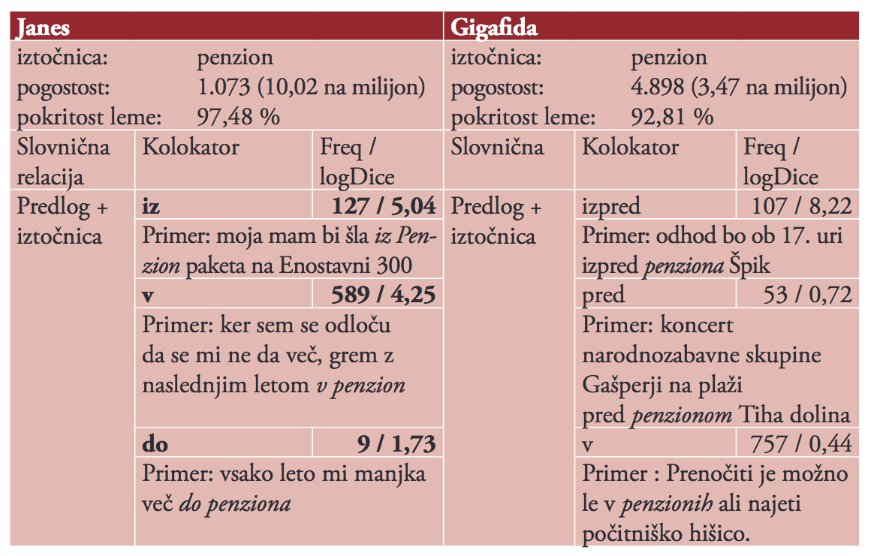 Janes
iztočnica: penzion
pogostost: 1.073 (10,02 na milijon)
pokritost leme: 97,48 %
Slovnična relacija
Kolokator
Freq / logDice
Predlog + iztočnica
iz
127 / 5,04
Primer: moja mam bi šla iz Pen-
zion paketa na Enostavni 300
v
589 / 4,25
Primer: ker sem se odloču
da se mi ne da več, grem z
naslednjim letom v penzion
do
9 / 1,73
Primer: vsako leto mi manjka
več do penziona
Gigafida
iztočnica: penzion
pogostost: 4.898 (3,47 na milijon)
pokritost leme: 92,81 %
Slovnična
Kolokator
Freq / logDice
Predlog + iztočnica
izpred
107 / 8,22
Primer: odhod bo ob 17. uri
izpred penziona Špik
pred
53 / 0,72
Primer: koncert
narodnozabavne skupine
Gašperji na plaži
pred penzionom Tiha dolina
v
757 / 0,44
Primer : Prenočiti je možno
le v penzionih ali najeti
počitniško hišico.